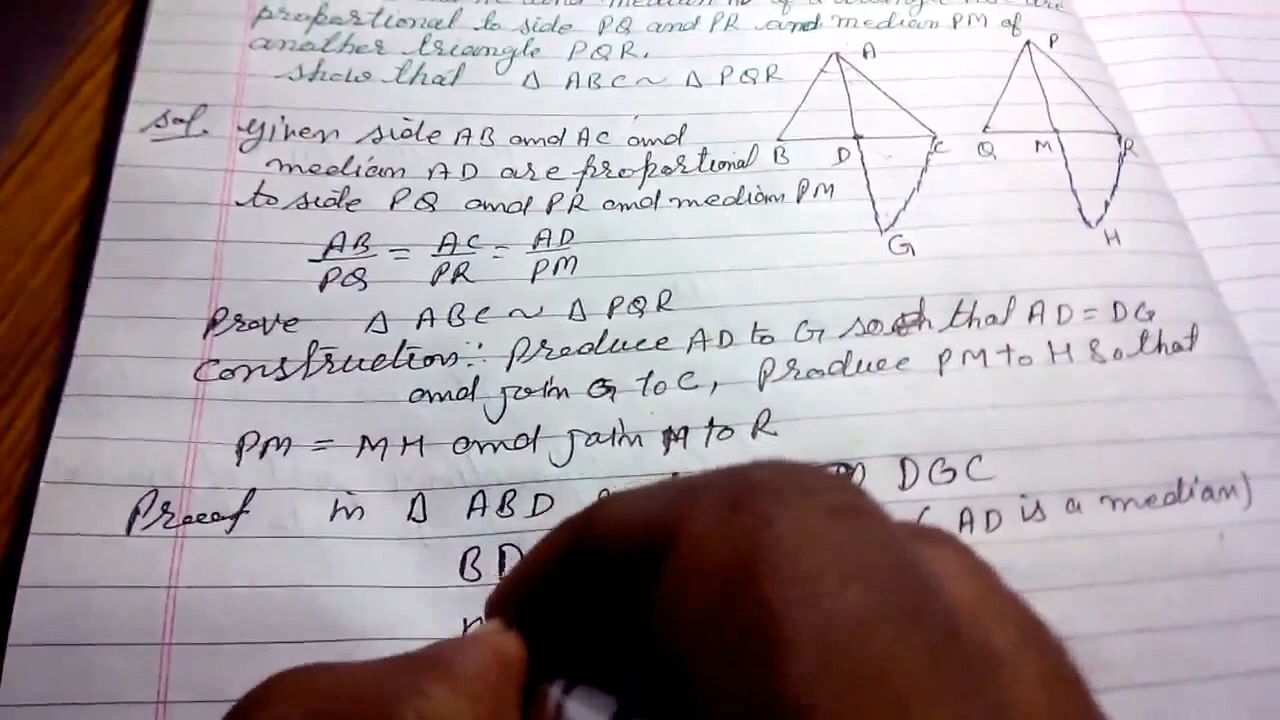 proportional to side PQ and PR and median PM of
another triangle PQR.
show that Δ ABC ~ Δ PQR
A
P
B D C
Q M R
G
H
Sol. given side AB and AC and
median AD are proportional
to side PQ and PR and median PM
AB/PQ = AC/PR = AD/PM
Prove Δ ABC ~ Δ PQR
Construction: Produce AD to G so that AD = DG
and join G to C, Produce PM to H so that
PM = MH and join H to R
Proof in Δ ABD DGC
BD ( AD is a median)